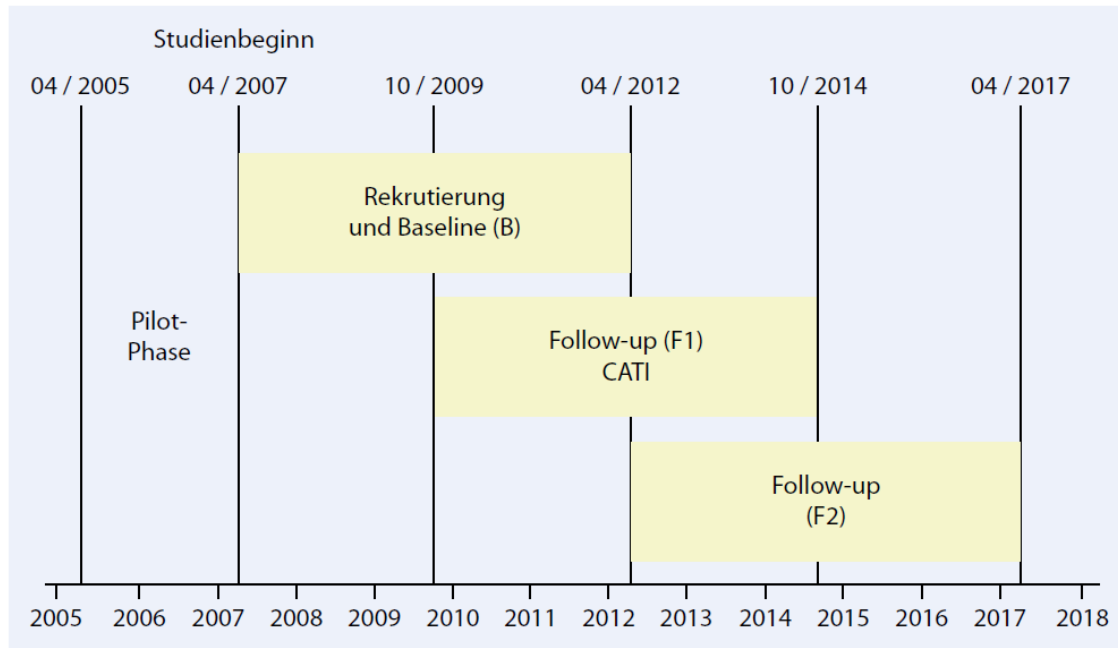 Studienbeginn
04 / 2005 04 / 2007 10 / 2009 04 / 2012 10 / 2014 04 / 2017
Rekrutierung
und Baseline (B)
Pilot-
Phase
Follow-up (F1)
CATI
Follow-up
(F2)
2005 2006 2007 2008 2009 2010 2011 2012 2013 2014 2015 2016 2017 2018